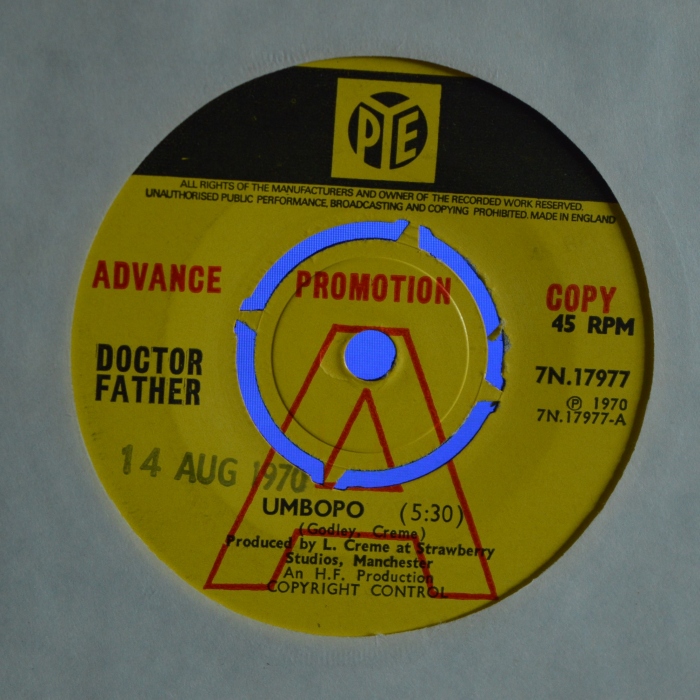 PYE
ALL RIGHTS OF THE MANUFACTURERS AND OWNER OF THE RECORDED WORK RESERVED.
UNAUTHORISED PUBLIC PERFORMANCE, BROADCASTING AND COPYING PROHIBITED. MADE IN ENGLAND
ADVANCE PROMOTION COPY
45 RPM
DOCTOR
FATHER
7N.17977
℗ 1970
7N.17977-A
14 AUG 1970
A
UMBOPO (5:30)
(Godley, Creme)
Produced by L. Creme at Strawberry
Studios, Manchester
An H.F. Production
COPYRIGHT CONTROL